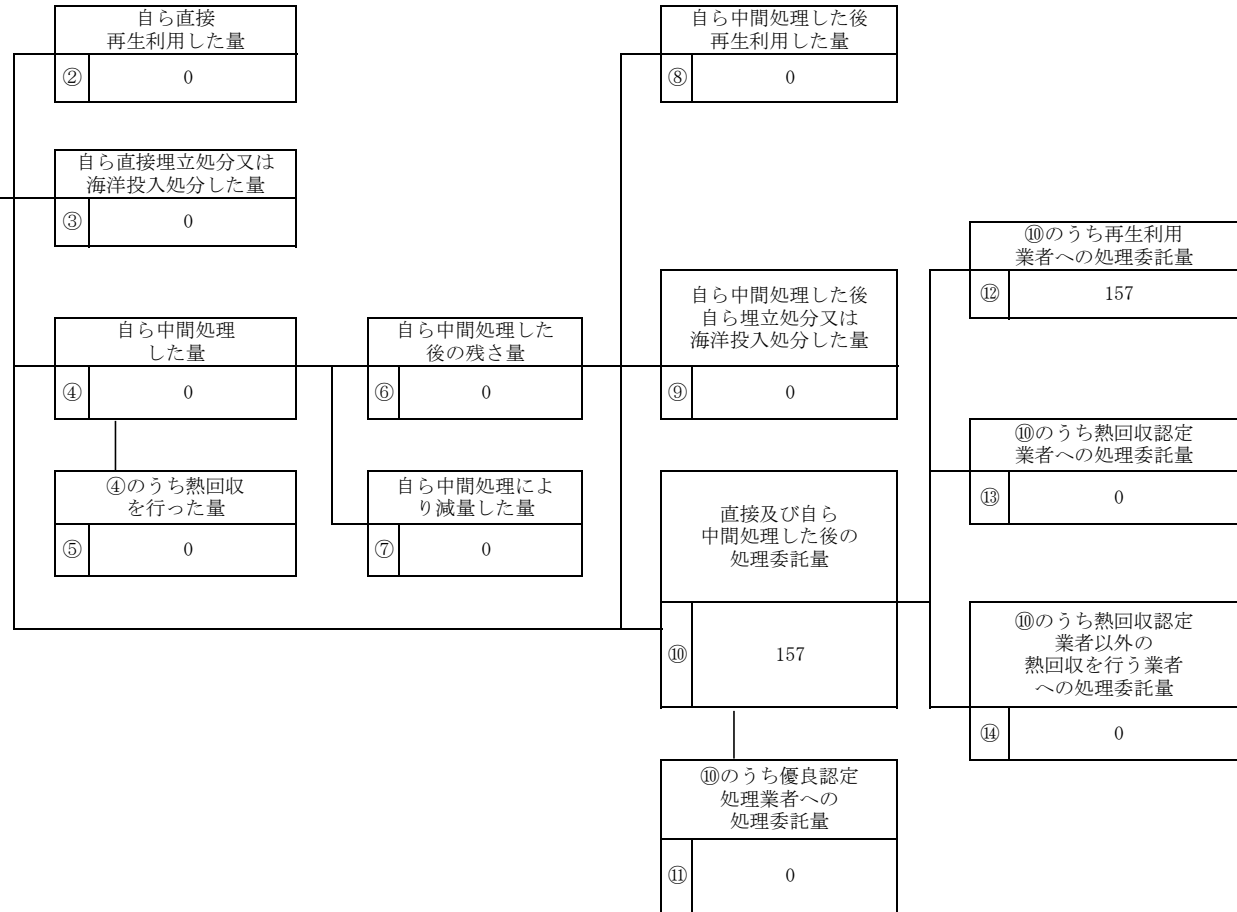 自ら直接
再生利用した量
② 0
自ら直接埋立処分又は
海洋投入処分した量
③ 0
自ら中間処理
した量
④ 0
④のうち熱回収
を行った量
⑤ 0
自ら中間処理した
後の残さ量
⑥ 0
自ら中間処理によ
り減量した量
⑦ 0
自ら中間処理した後
再生利用した量
⑧ 0
自ら中間処理した後
自ら埋立処分又は
海洋投入処分した量
⑨ 0
直接及び自ら
中間処理した後の
処理委託量
⑩ 157
⑩のうち優良認定
処理業者への
処理委託量
⑪ 0
⑩のうち再生利用
業者への処理委託量
⑫ 157
⑩のうち熱回収認定
業者への処理委託量
⑬ 0
⑩のうち熱回収認定
業者以外の
熱回収を行う業者
への処理委託量
⑭ 0